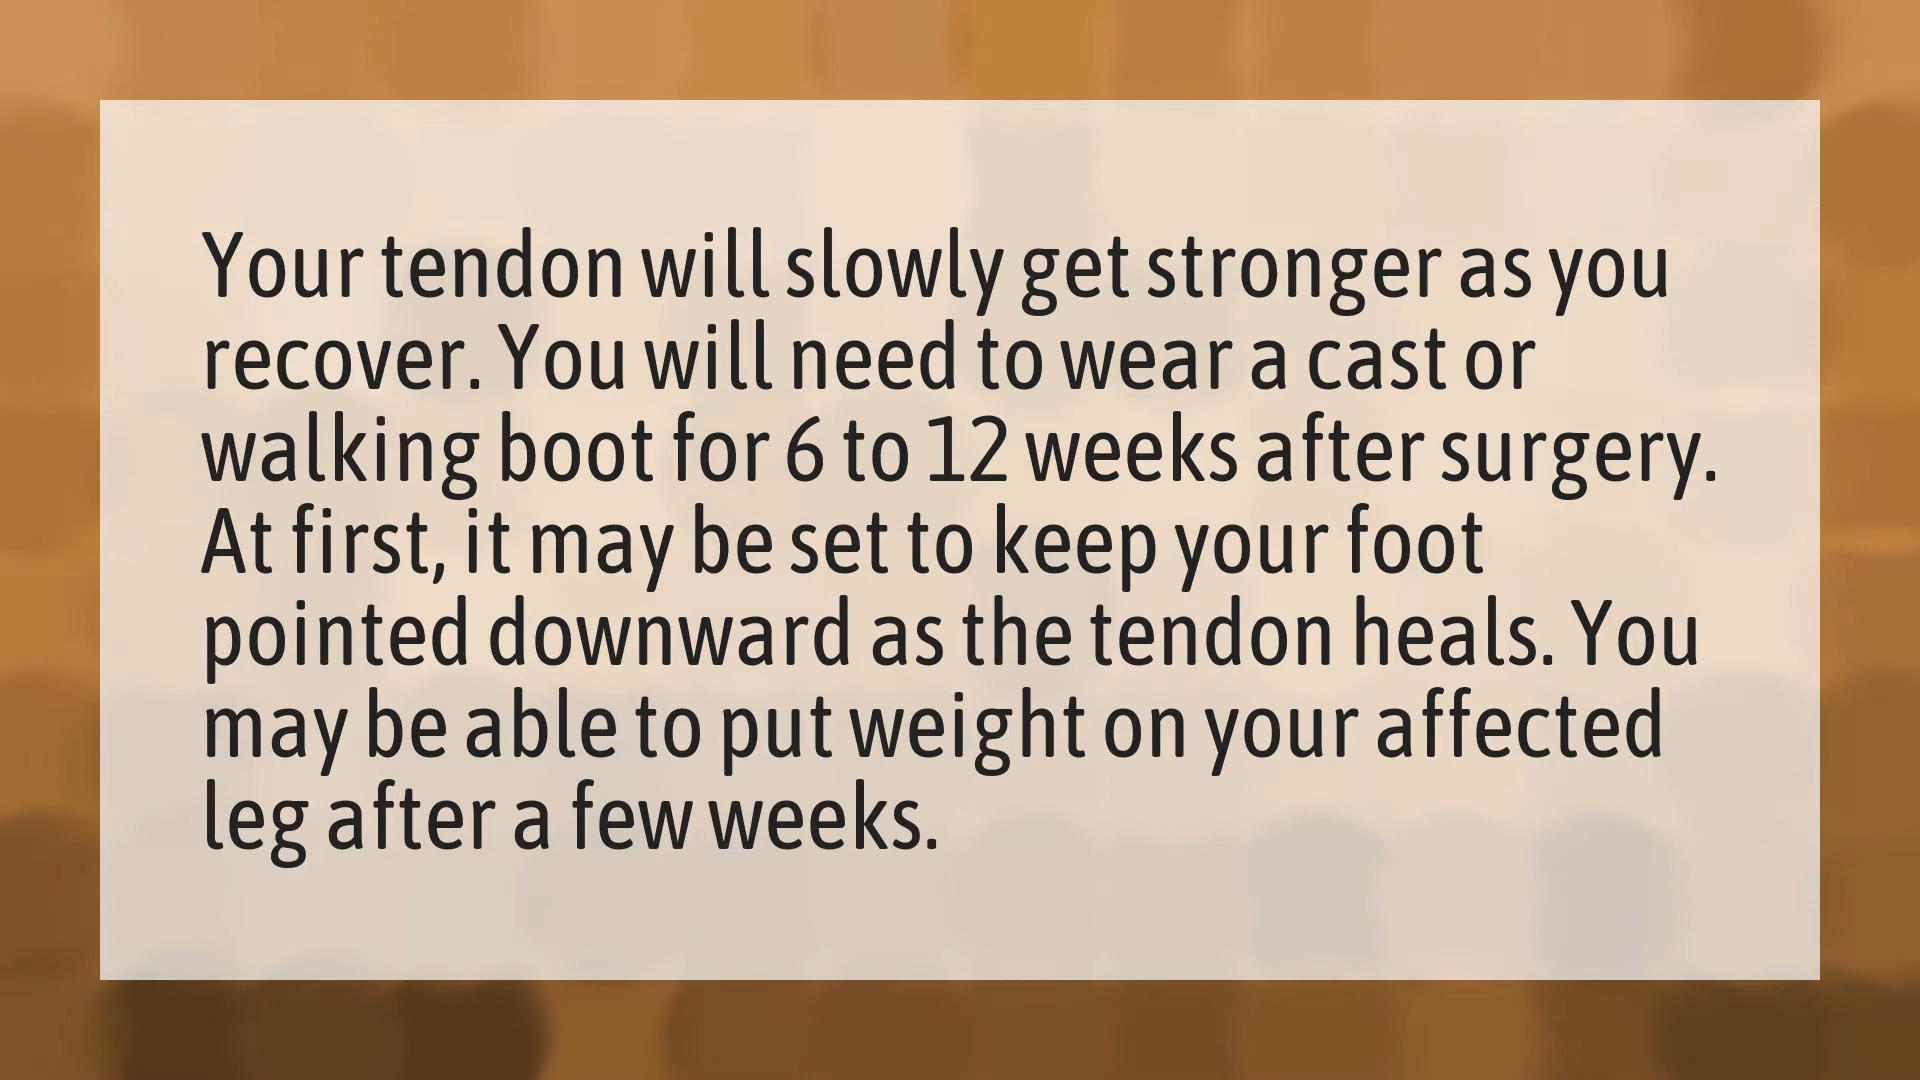 Your tendon will slowly get stronger as you
recover. You will need to wear a cast or
walking boot for 6 to 12 weeks after surgery.
At first, it may be set to keep your foot
pointed downward as the tendon heals. You
may be able to put weight on your affected
leg after a few weeks.